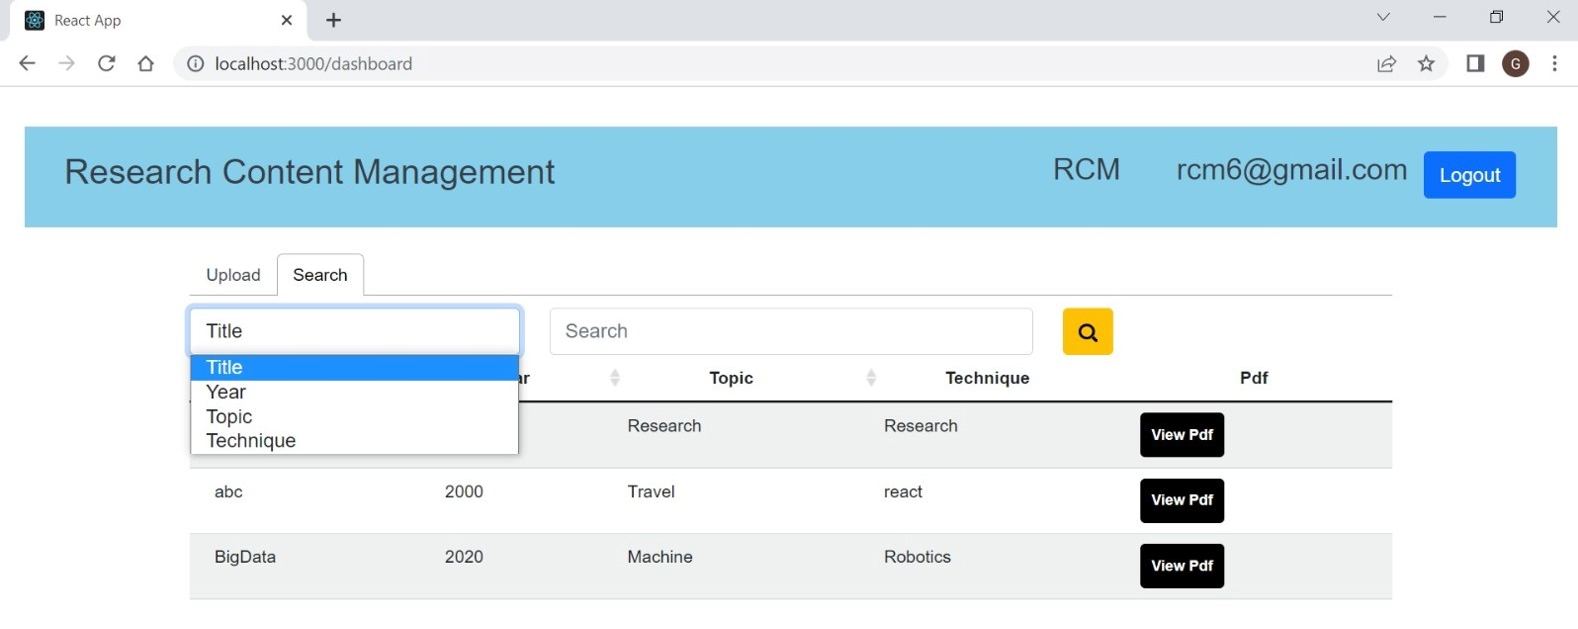 React App
localhost:3000/dashboard
G
Research Content Management RCM rcm6@gmail.com Logout
Upload Search
Title Search
Title
Year
Topic
Technique
Topic Technique Pdf
Research Research View Pdf
abc 2000 Travel react View Pdf
BigData 2020 Machine Robotics View Pdf